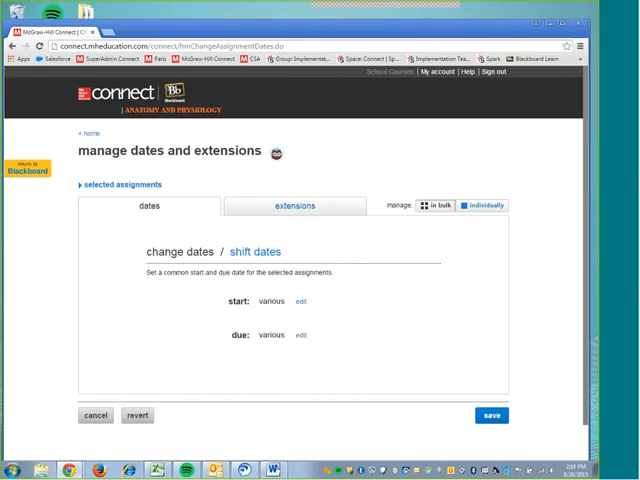 McGraw-Hill Connect | C
connect.mheducation.com/connect/hmChangeAssignmentDates.do
Apps Salesforce SuperAdmin Connect Paris McGraw-Hill Connect CSA Group: Implementat... Space: Connect | Sp... Implementation Tea... Spark Blackboard Learn
School Courses | My account | Help | Sign out
connect Bb
Blackboard
| ANATOMY AND PHYSIOLOGY
« home
manage dates and extensions
return to
Blackboard
selected assignments
dates extensions manage: in bulk individually
change dates / shift dates
Set a common start and due date for the selected assignments.
start: various edit
due: various edit
cancel revert save
2:14 PM
8/26/2015